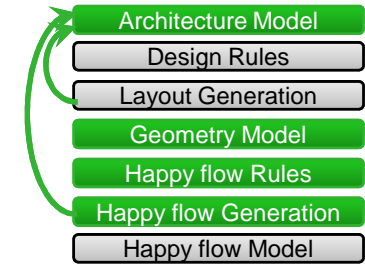 Architecture Model
Design Rules
Layout Generation
Geometry Model
Happy flow Rules
Happy flow Generation
Happy flow Model